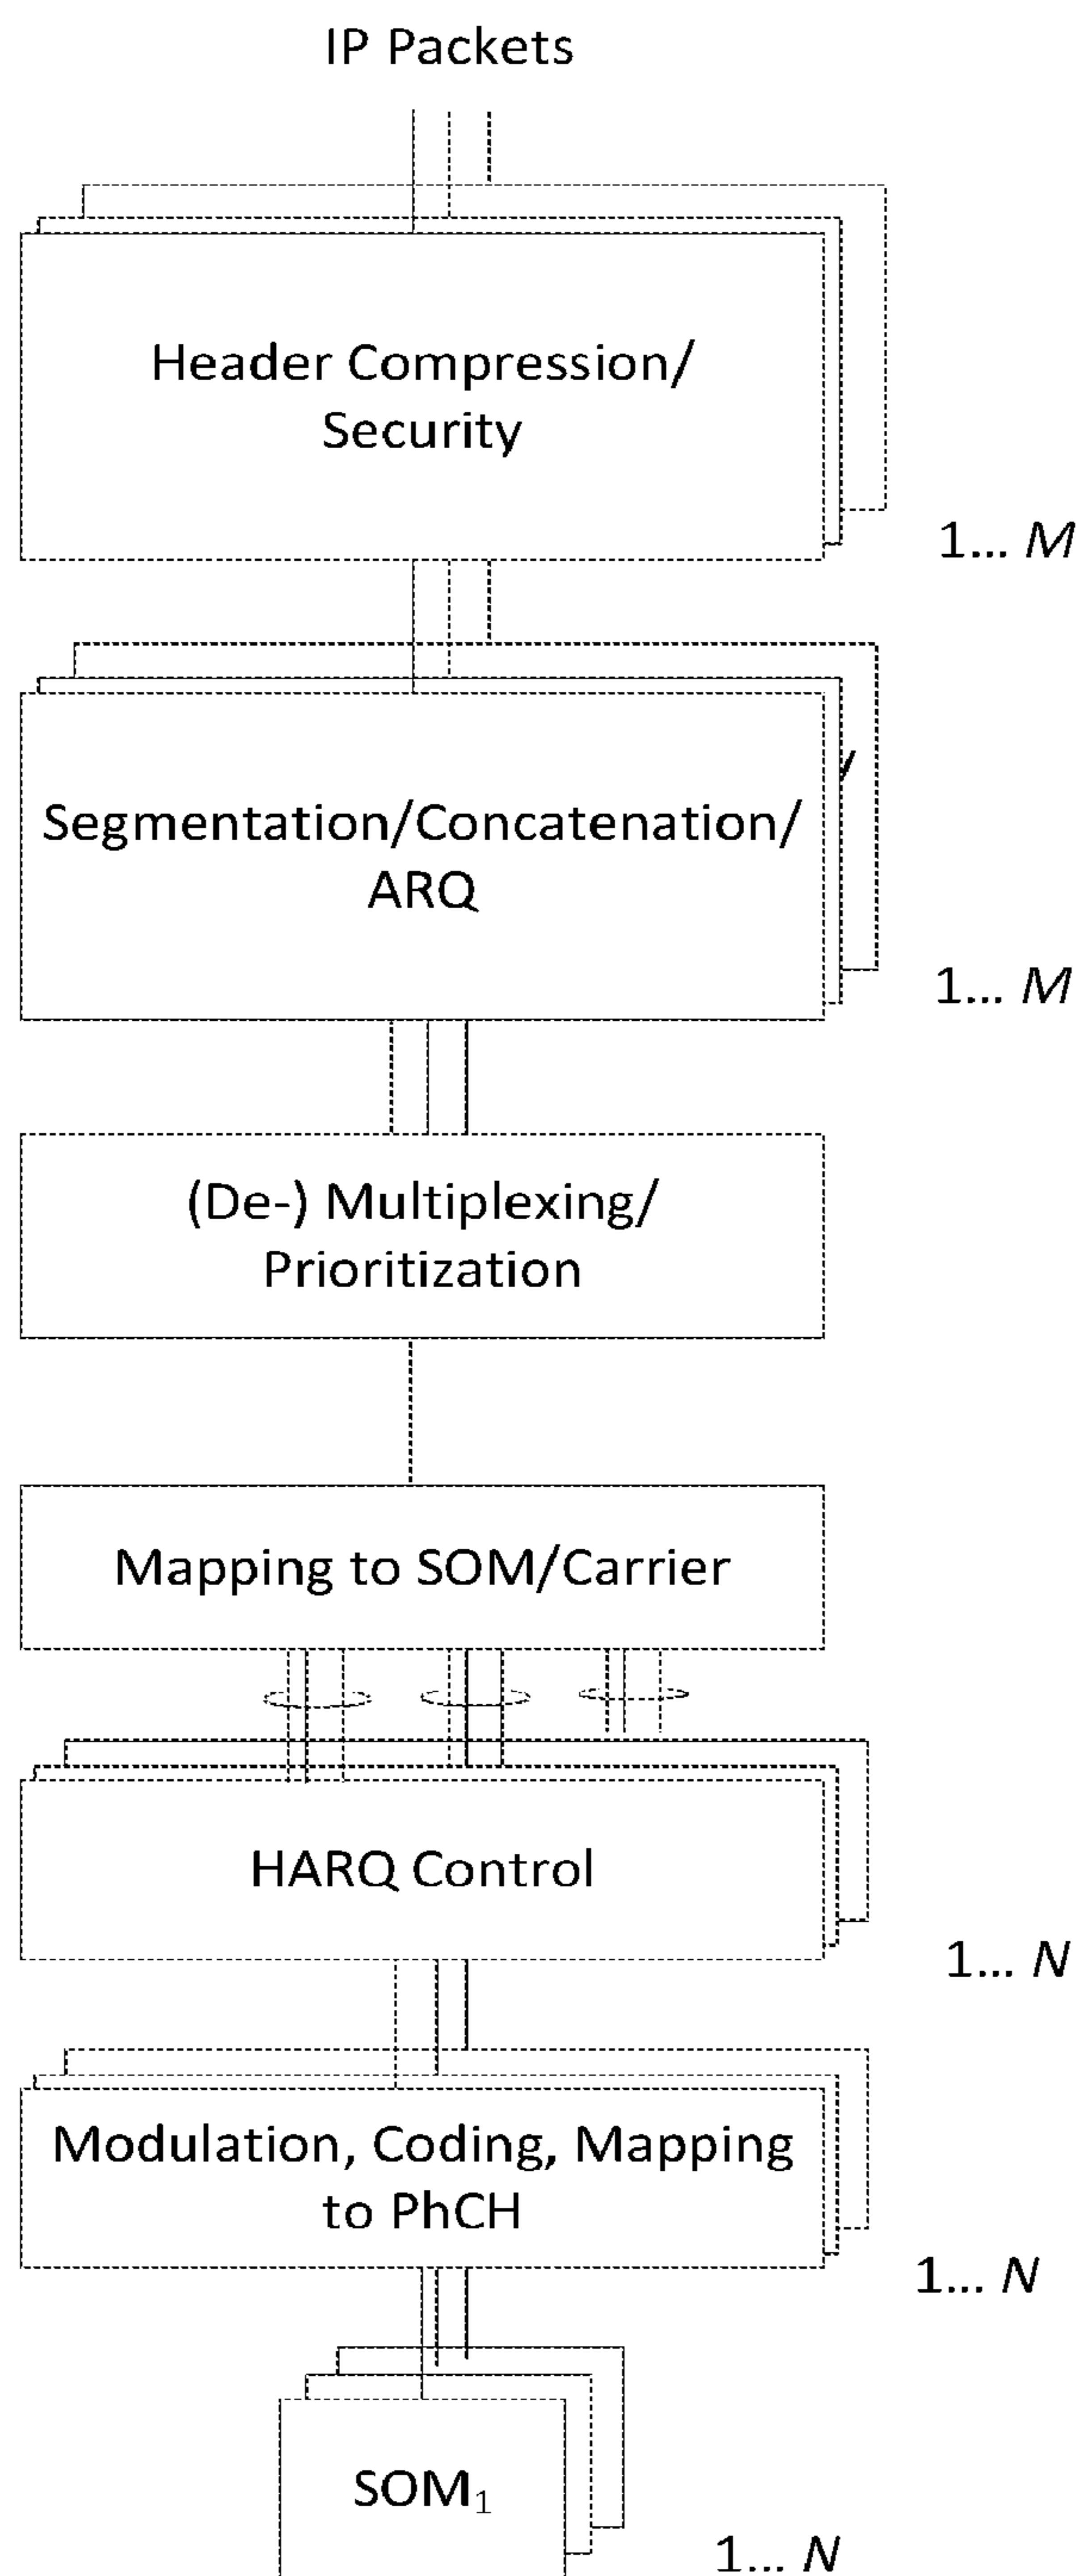 IP Packets
Header Compression/
Security
1... M
Segmentation/Concatenation/
ARQ
1... M
(De-) Multiplexing/
Prioritization
Mapping to SOM/Carrier
HARQ Control
1... N
Modulation, Coding, Mapping
to PhCH
1... N
SOM₁
1... N